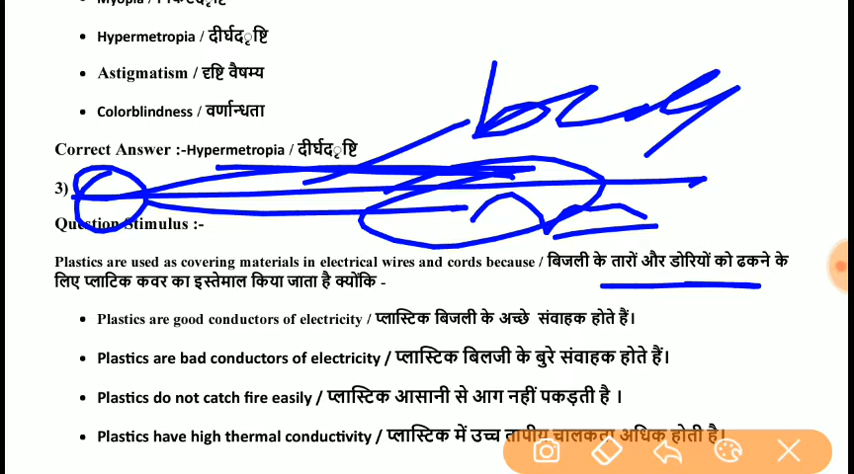 Hypermetropia / दीर्घदृष्टि
Astigmatism / दृष्टि वैषम्य
Colorblindness / वर्णान्धता
Correct Answer :-Hypermetropia / दीर्घदृष्टि
3)
Question Stimulus :-
Plastics are used as covering materials in electrical wires and cords because / बिजली के तारों और डोरियों को ढकने के
लिए प्लाटिक कवर का इस्तेमाल किया जाता है क्योंकि -
Plastics are good conductors of electricity / प्लास्टिक बिजली के अच्छे संवाहक होते हैं।
Plastics are bad conductors of electricity / प्लास्टिक बिलजी के बुरे संवाहक होते हैं।
Plastics do not catch fire easily / प्लास्टिक आसानी से आग नहीं पकड़ती है ।
Plastics have high thermal conductivity / प्लास्टिक में उच्च तापीय चालकता अधिक होती है।